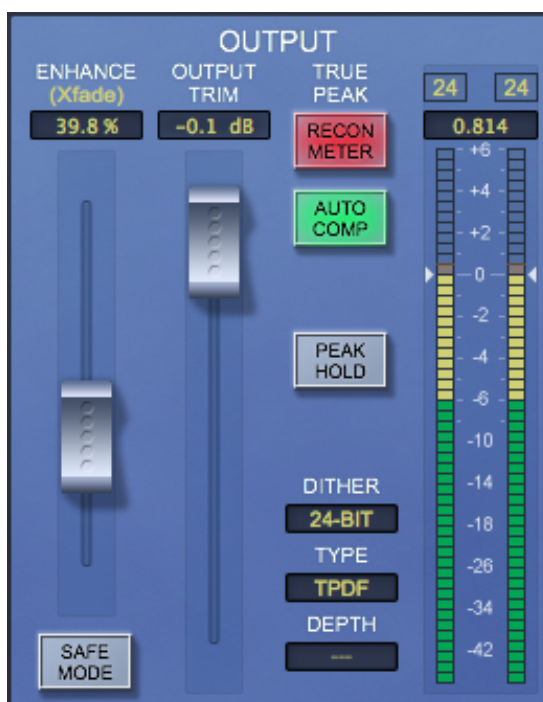 OUTPUT
ENHANCE
(Xfade)
39.8 %
OUTPUT
TRIM
-0.1 dB
TRUE
PEAK
RECON
METER
AUTO
COMP
PEAK
HOLD
DITHER
24-BIT
TYPE
TPDF
DEPTH
---
SAFE
MODE
24 24
0.814
+6
+4
+2
0
-2
-4
-6
-10
-14
-18
-26
-34
-42